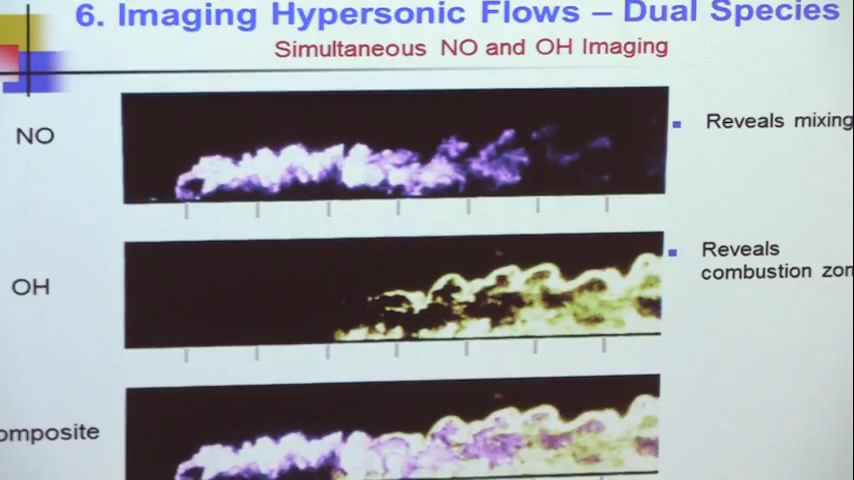 6. Imaging Hypersonic Flows – Dual Species
Simultaneous NO and OH Imaging
NO
Reveals mixing
OH
Reveals
combustion zon
omposite